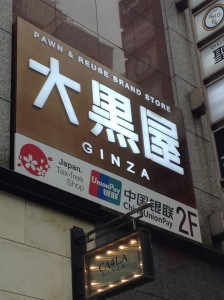 PAWN & REUSE BRAND STORE
大黒屋
GINZA
Japan.
Tax-free
Shop
UnionPay
银联
中国银联
China UnionPay
2F
CA4LA